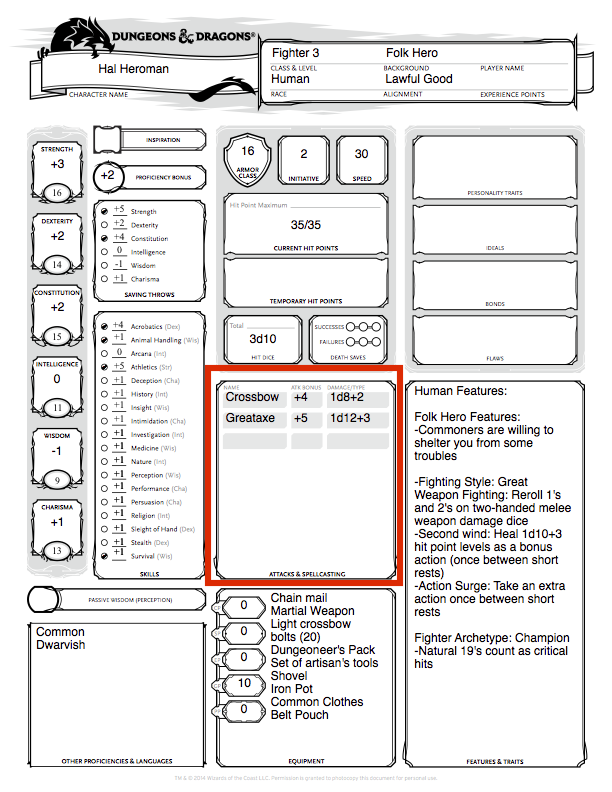 DUNGEONS & DRAGONS®
Hal Heroman
CHARACTER NAME
Fighter 3 Folk Hero
CLASS & LEVEL BACKGROUND PLAYER NAME
Human Lawful Good
RACE ALIGNMENT EXPERIENCE POINTS
STRENGTH
+3
16
DEXTERITY
+2
14
CONSTITUTION
+2
15
INTELLIGENCE
0
11
WISDOM
-1
9
CHARISMA
+1
13
INSPIRATION
+2 PROFICIENCY BONUS
+5 Strength
+2 Dexterity
+4 Constitution
0 Intelligence
-1 Wisdom
+1 Charisma
SAVING THROWS
+4 Acrobatics (Dex)
+1 Animal Handling (Wis)
0 Arcana (Int)
+5 Athletics (Str)
+1 Deception (Cha)
+1 History (Int)
+1 Insight (Wis)
+1 Intimidation (Cha)
+1 Investigation (Int)
+1 Medicine (Wis)
+1 Nature (Int)
+1 Perception (Wis)
+1 Performance (Cha)
+1 Persuasion (Cha)
+1 Religion (Int)
+1 Sleight of Hand (Dex)
+1 Stealth (Dex)
+1 Survival (Wis)
SKILLS
PASSIVE WISDOM (PERCEPTION)
Common
Dwarvish
OTHER PROFICIENCIES & LANGUAGES
16
ARMOR
CLASS
2
INITIATIVE
30
SPEED
Hit Point Maximum
35/35
CURRENT HIT POINTS
TEMPORARY HIT POINTS
Total
3d10
HIT DICE
SUCCESSES
FAILURES
DEATH SAVES
NAME ATK BONUS DAMAGE/TYPE
Crossbow +4 1d8+2
Greataxe +5 1d12+3
ATTACKS & SPELLCASTING
CP 0
SP 0
EP 0
GP 10
PP 0
Chain mail
Martial Weapon
Light crossbow
bolts (20)
Dungeoneer's Pack
Set of artisan's tools
Shovel
Iron Pot
Common Clothes
Belt Pouch
EQUIPMENT
PERSONALITY TRAITS
IDEALS
BONDS
FLAWS
Human Features:
Folk Hero Features:
-Commoners are willing to
shelter you from some
troubles
-Fighting Style: Great
Weapon Fighting: Reroll 1's
and 2's on two-handed melee
weapon damage dice
-Second wind: Heal 1d10+3
hit point levels as a bonus
action (once between short
rests)
-Action Surge: Take an extra
action once between short
rests
Fighter Archetype: Champion
-Natural 19's count as critical
hits
FEATURES & TRAITS
TM & © 2014 Wizards of the Coast LLC. Permission is granted to photocopy this document for personal use.